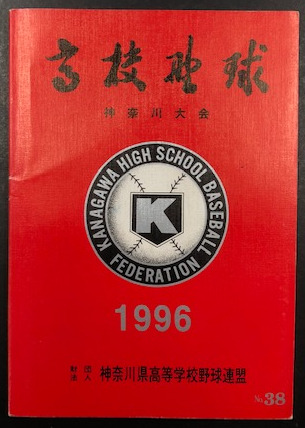 高校野球
神奈川大会
KANAGAWA HIGH SCHOOL BASEBALL
FEDERATION
K
1996
財団法人 神奈川県高等学校野球連盟
No.38